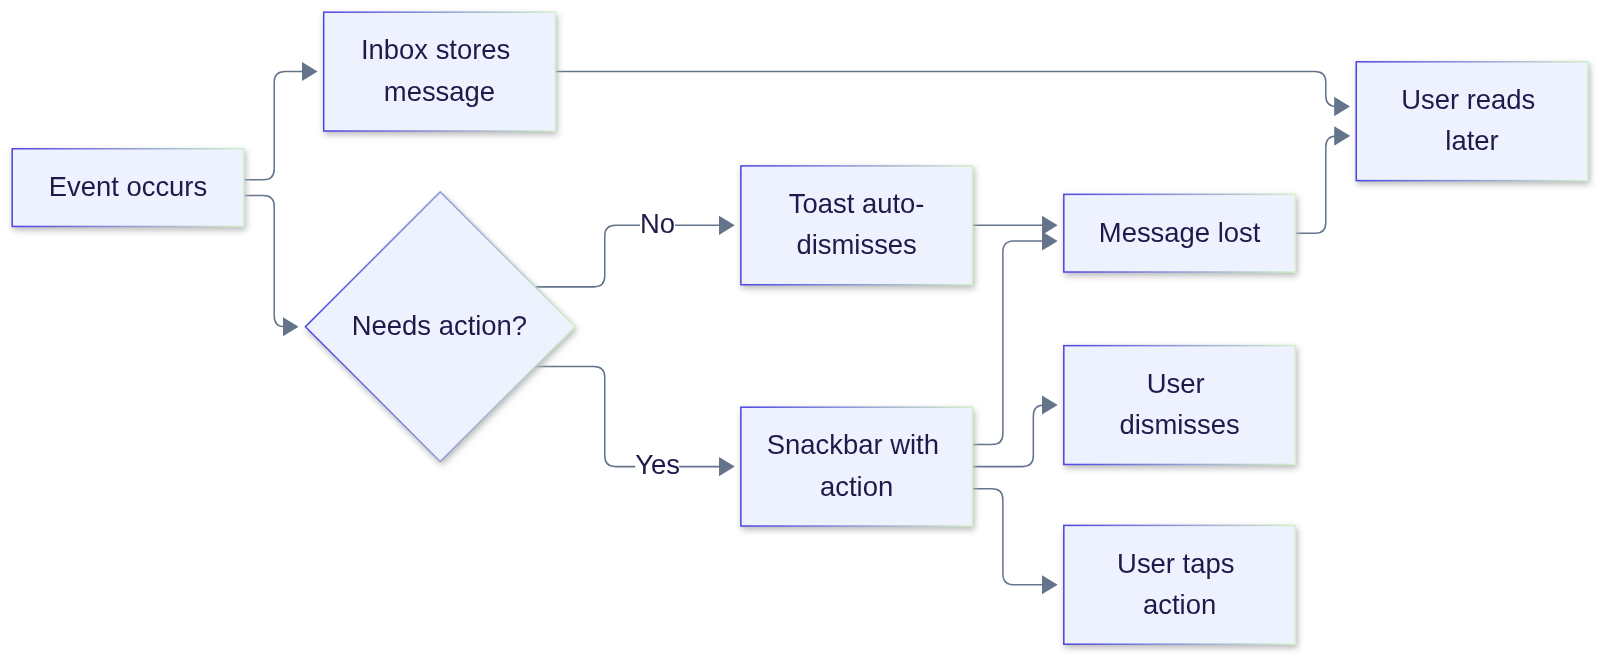 Inbox stores
message
User reads
later
Event occurs
Needs action?
No
Toast auto-
dismisses
Message lost
Yes
Snackbar with
action
User
dismisses
User taps
action